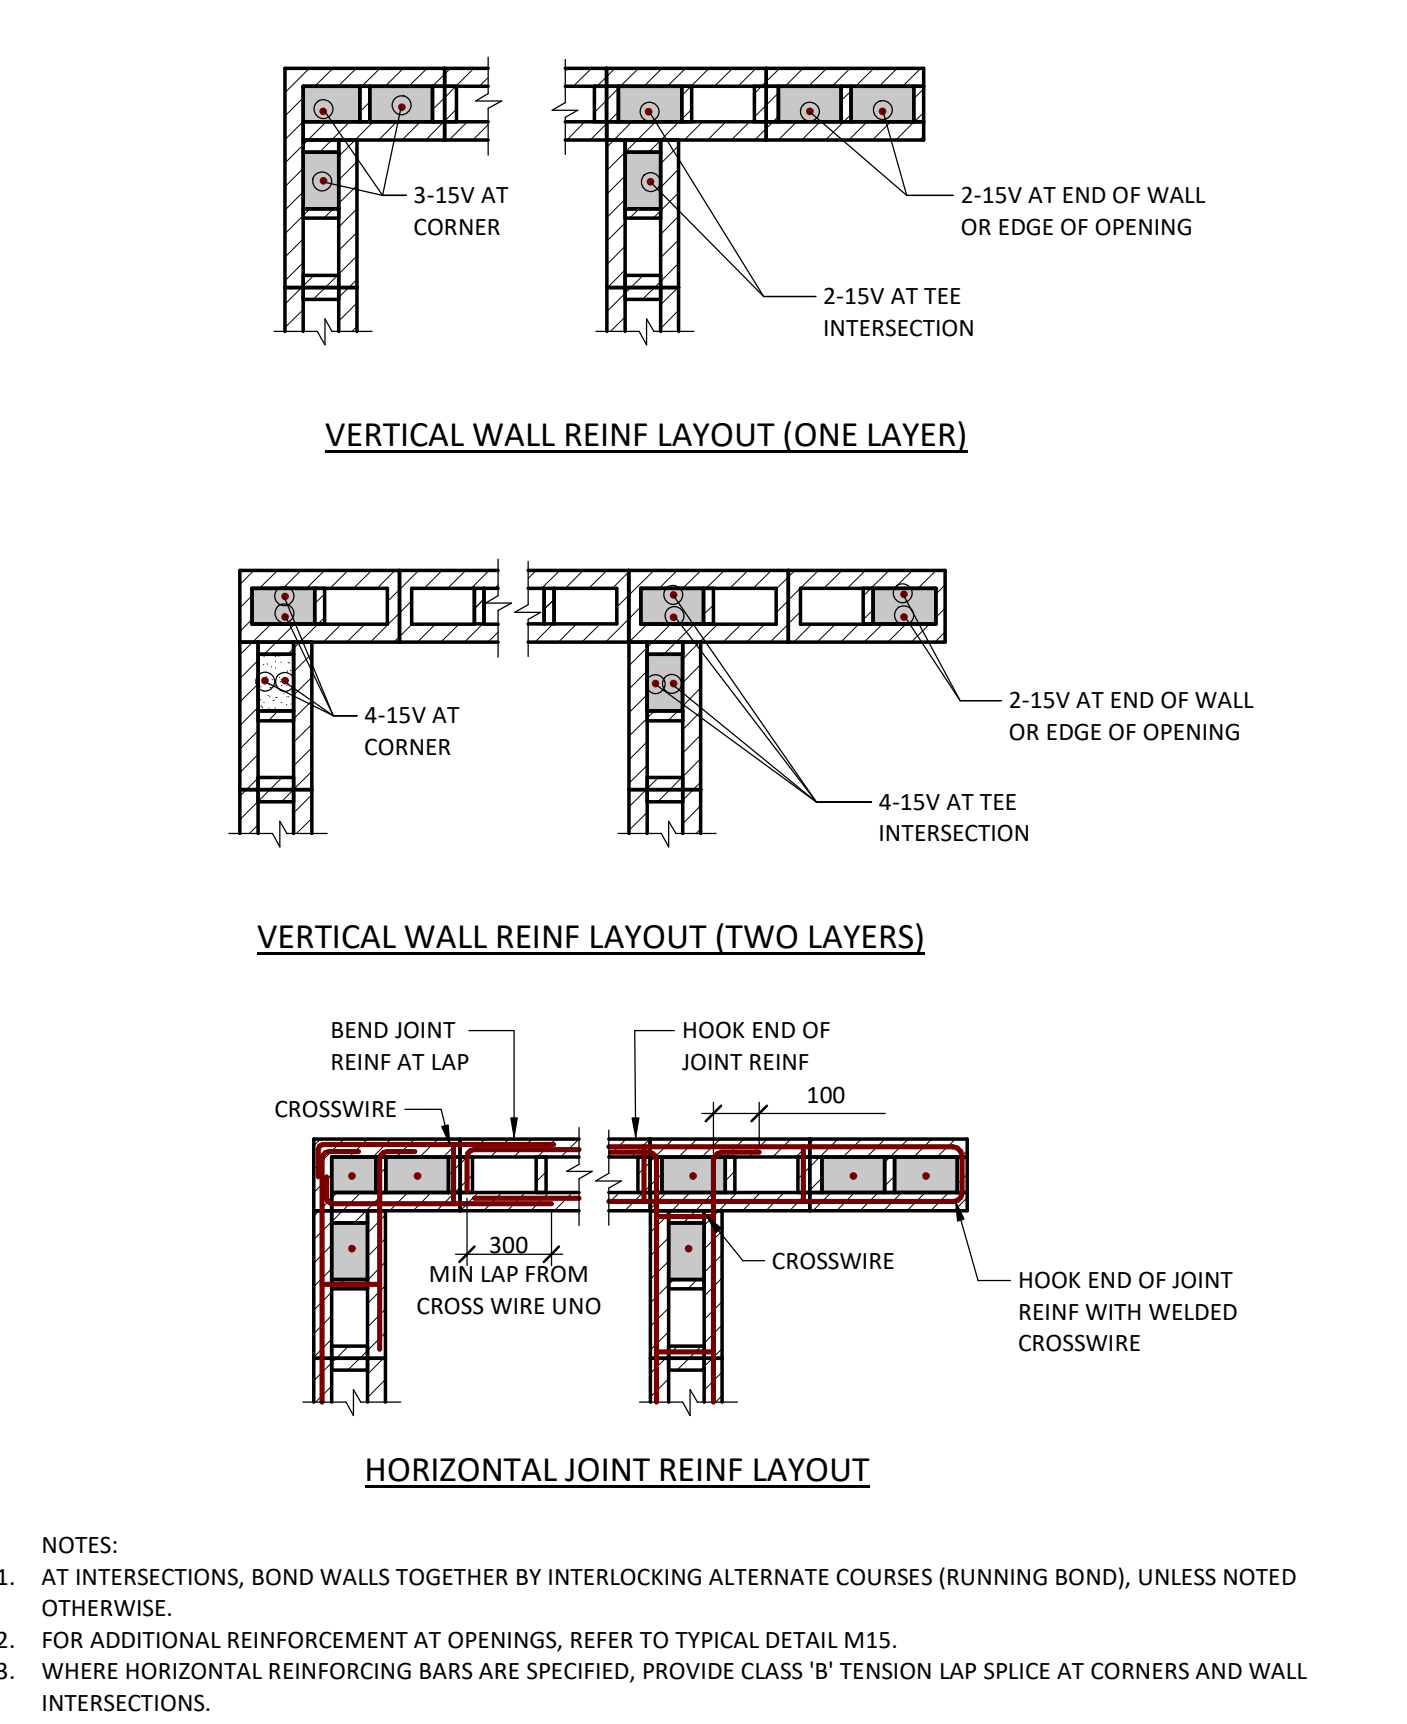 3-15V AT
CORNER
2-15V AT END OF WALL
OR EDGE OF OPENING
2-15V AT TEE
INTERSECTION
VERTICAL WALL REINF LAYOUT (ONE LAYER)
4-15V AT
CORNER
2-15V AT END OF WALL
OR EDGE OF OPENING
4-15V AT TEE
INTERSECTION
VERTICAL WALL REINF LAYOUT (TWO LAYERS)
BEND JOINT
REINF AT LAP
HOOK END OF
JOINT REINF
CROSSWIRE
100
300
MIN LAP FROM
CROSS WIRE UNO
CROSSWIRE
HOOK END OF JOINT
REINF WITH WELDED
CROSSWIRE
HORIZONTAL JOINT REINF LAYOUT
NOTES:
1. AT INTERSECTIONS, BOND WALLS TOGETHER BY INTERLOCKING ALTERNATE COURSES (RUNNING BOND), UNLESS NOTED
OTHERWISE.
2. FOR ADDITIONAL REINFORCEMENT AT OPENINGS, REFER TO TYPICAL DETAIL M15.
3. WHERE HORIZONTAL REINFORCING BARS ARE SPECIFIED, PROVIDE CLASS 'B' TENSION LAP SPLICE AT CORNERS AND WALL
INTERSECTIONS.